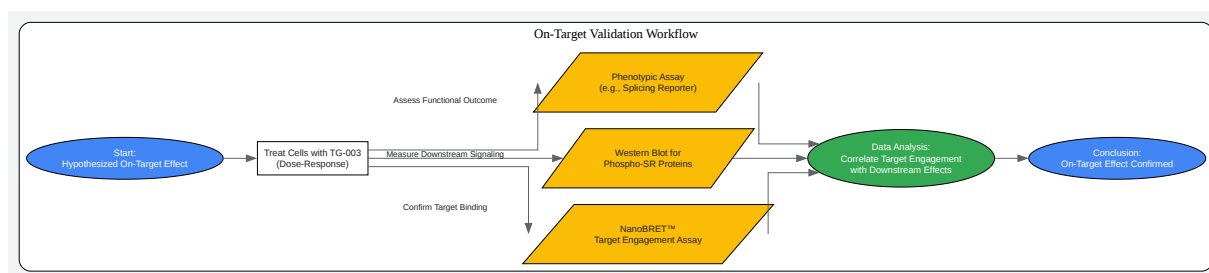 On-Target Validation Workflow
Phenotypic Assay
(e.g., Splicing Reporter)
Assess Functional Outcome
Start:
Hypothesized On-Target Effect
Treat Cells with TG-003
(Dose-Response)
Measure Downstream Signaling
Western Blot for
Phospho-SR Proteins
Data Analysis:
Correlate Target Engagement
with Downstream Effects
Conclusion:
On-Target Effect Confirmed
Confirm Target Binding
NanoBRET™
Target Engagement Assay